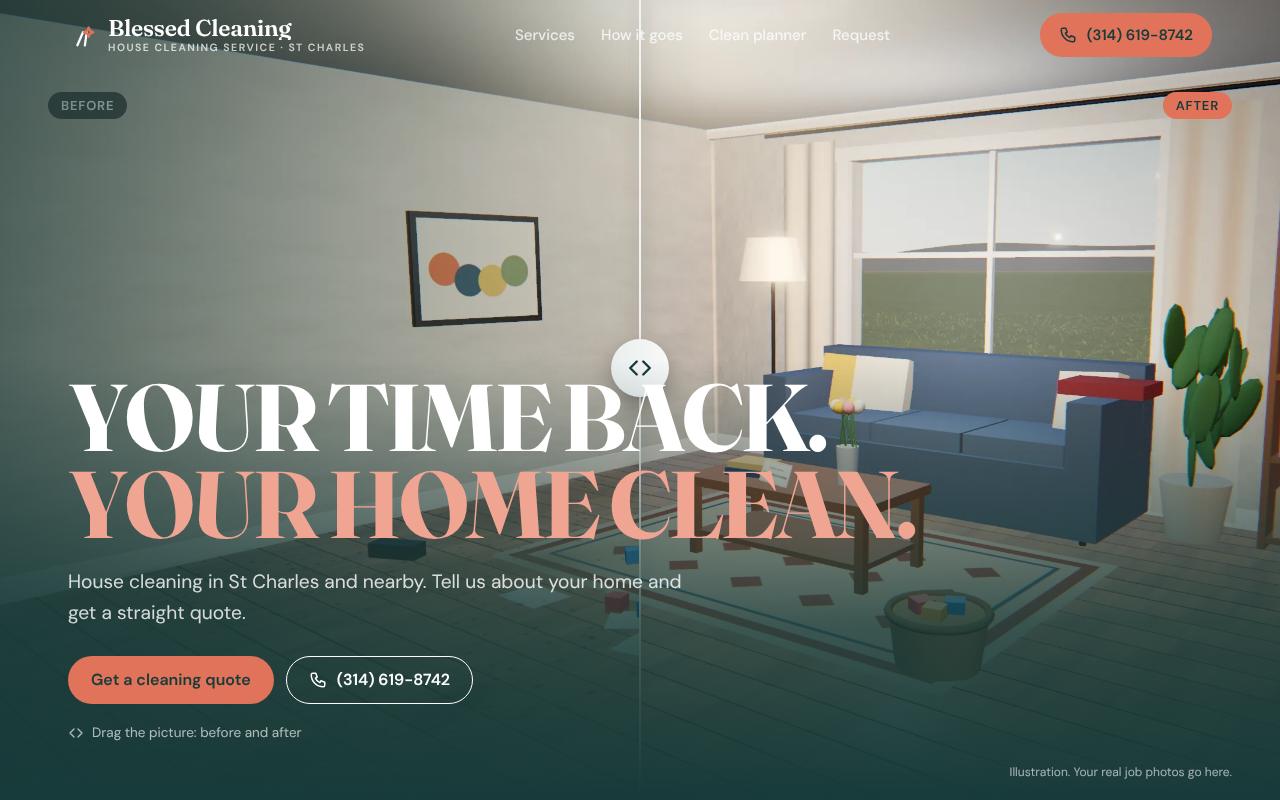 Blessed Cleaning
HOUSE CLEANING SERVICE · ST CHARLES
Services
How it goes
Clean planner
Request
(314) 619-8742
BEFORE
AFTER
YOUR TIME BACK.
YOUR HOME CLEAN.
House cleaning in St Charles and nearby. Tell us about your home and
get a straight quote.
Get a cleaning quote
(314) 619-8742
Drag the picture: before and after
Illustration. Your real job photos go here.